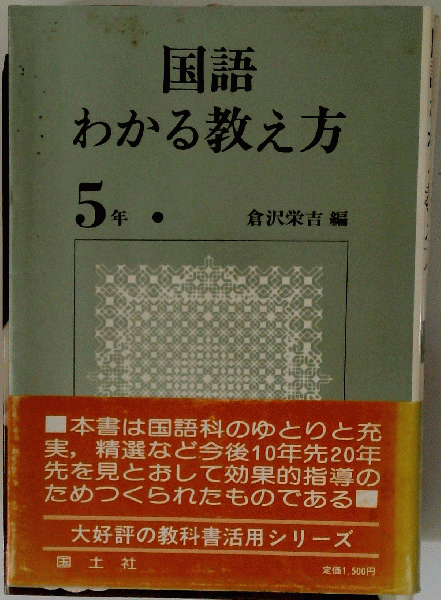 国語
わかる教え方
5年・
倉沢栄吉 編
■本書は国語科のゆとりと充
実，精選など今後10年先20年
先を見とおして効果的指導の
ためつくられたものである■
大好評の教科書活用シリーズ
国土社
定価1,500円